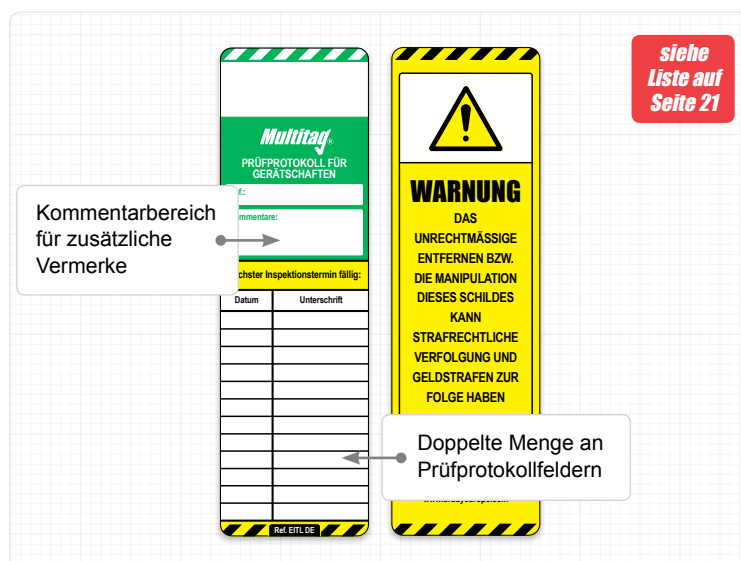 siehe
Liste auf
Seite 21
Multitag®
PRÜFPROTOKOLL FÜR
GERÄTSCHAFTEN
Kommentarbereich
für zusätzliche
Vermerke
Inspektionstermin fällig:
Datum Unterschrift
Ref. EITL DE
WARNUNG
DAS
UNRECHTMÄSSIGE
ENTFERNEN BZW.
DIE MANIPULATION
DIESES SCHILDES
KANN
STRAFRECHTLICHE
VERFOLGUNG UND
GELDSTRAFEN ZUR
FOLGE HABEN
Doppelte Menge an
Prüfprotokollfeldern